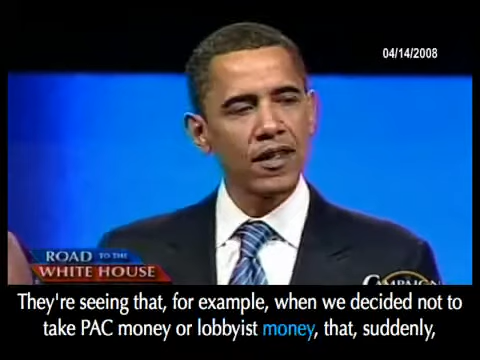 04/14/2008
ROAD TO THE
WHITE HOUSE
CAMPAIGN
They're seeing that, for example, when we decided not to
take PAC money or lobbyist money, that, suddenly,